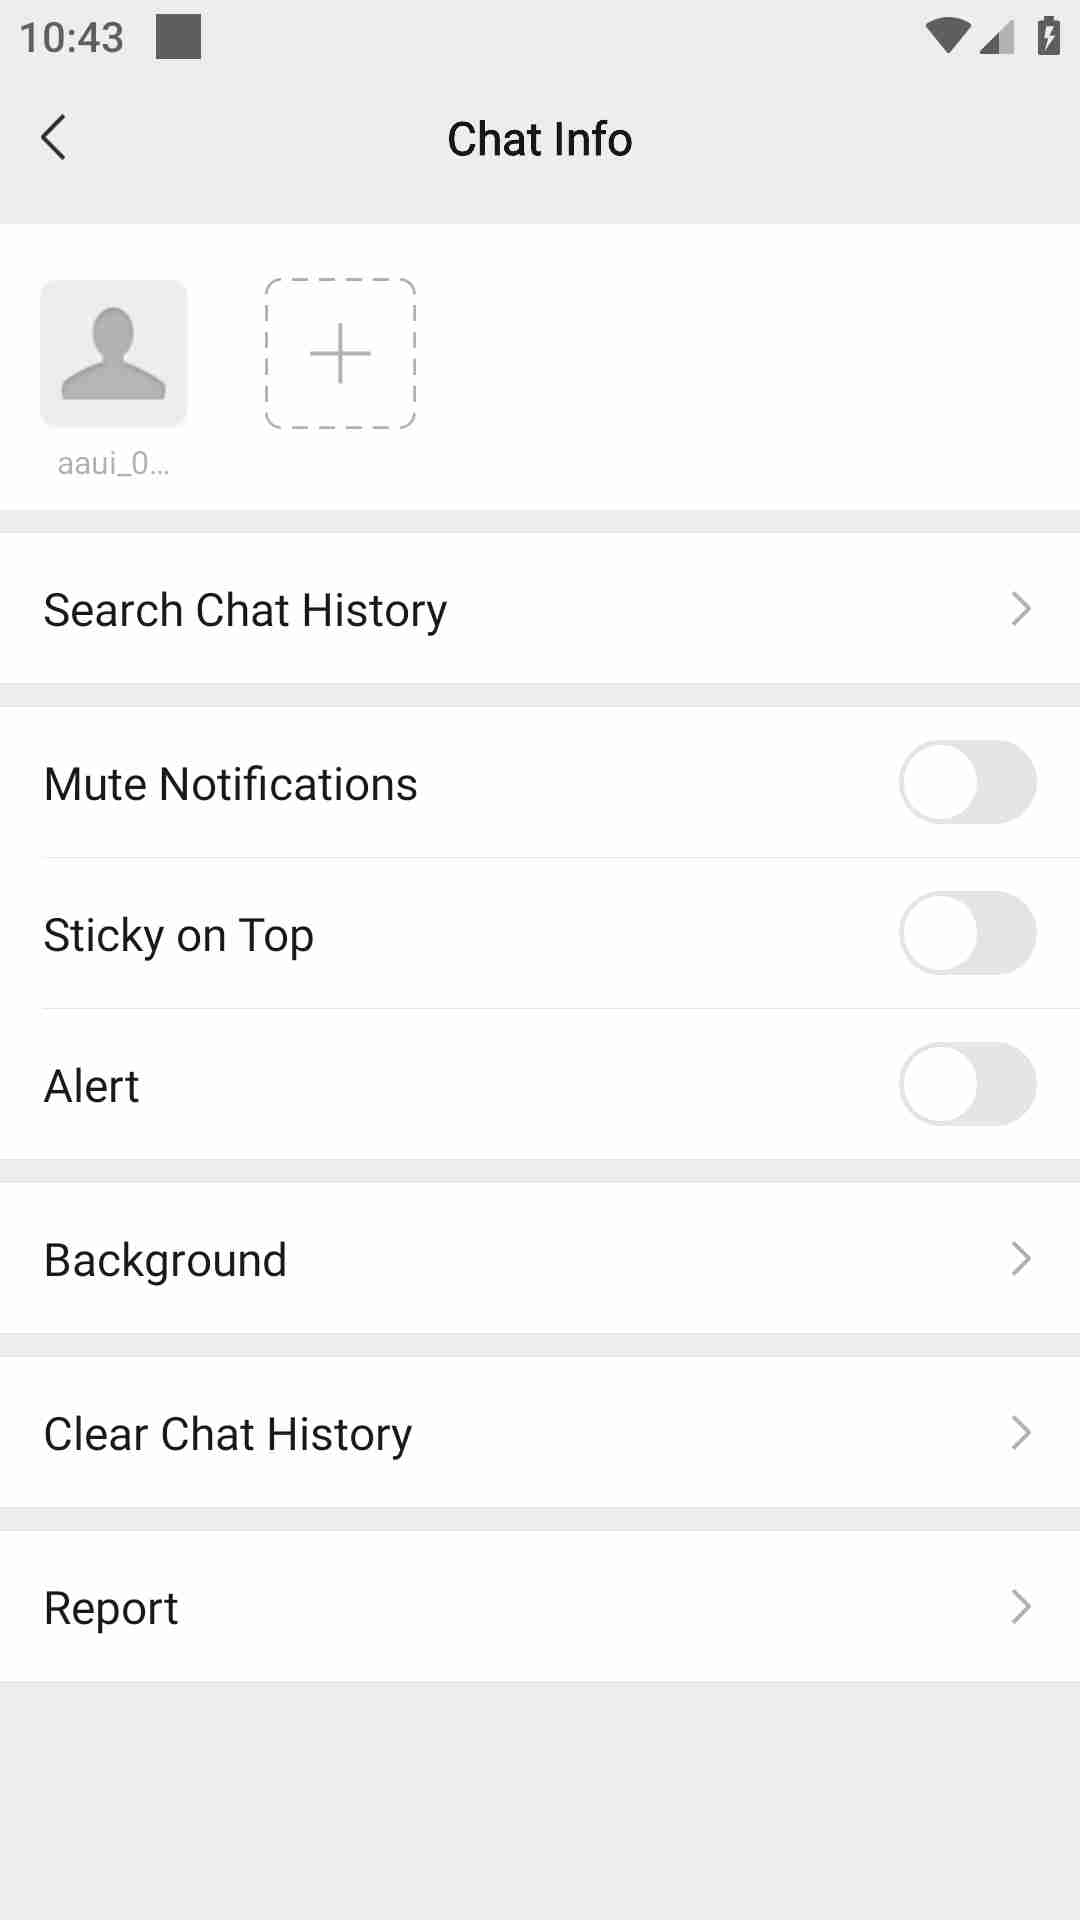 10:43
Chat Info
aaui_0...
Search Chat History
Mute Notifications
Sticky on Top
Alert
Background
Clear Chat History
Report